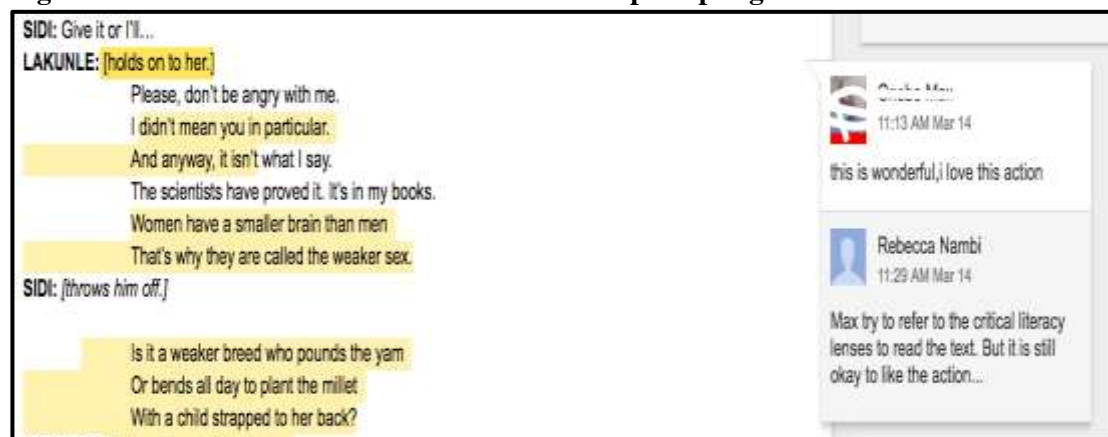 SIDI: Give it or I'll...
LAKUNLE: [holds on to her.]
Please, don't be angry with me.
I didn't mean you in particular.
And anyway, it isn't what I say.
The scientists have proved it. It's in my books.
Women have a smaller brain than men
That's why they are called the weaker sex.
SIDI: [throws him off.]
Is it a weaker breed who pounds the yam
Or bends all day to plant the millet
With a child strapped to her back?
11:13 AM Mar 14
this is wonderful,i love this action
Rebecca Nambi
11:29 AM Mar 14
Max try to refer to the critical literacy
lenses to read the text. But it is still
okay to like the action...